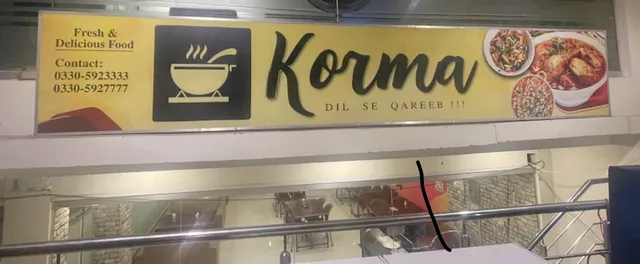 Fresh &
Delicious Food
Contact:
0330-5923333
0330-5927777
Korma
DIL SE QAREEB !!!